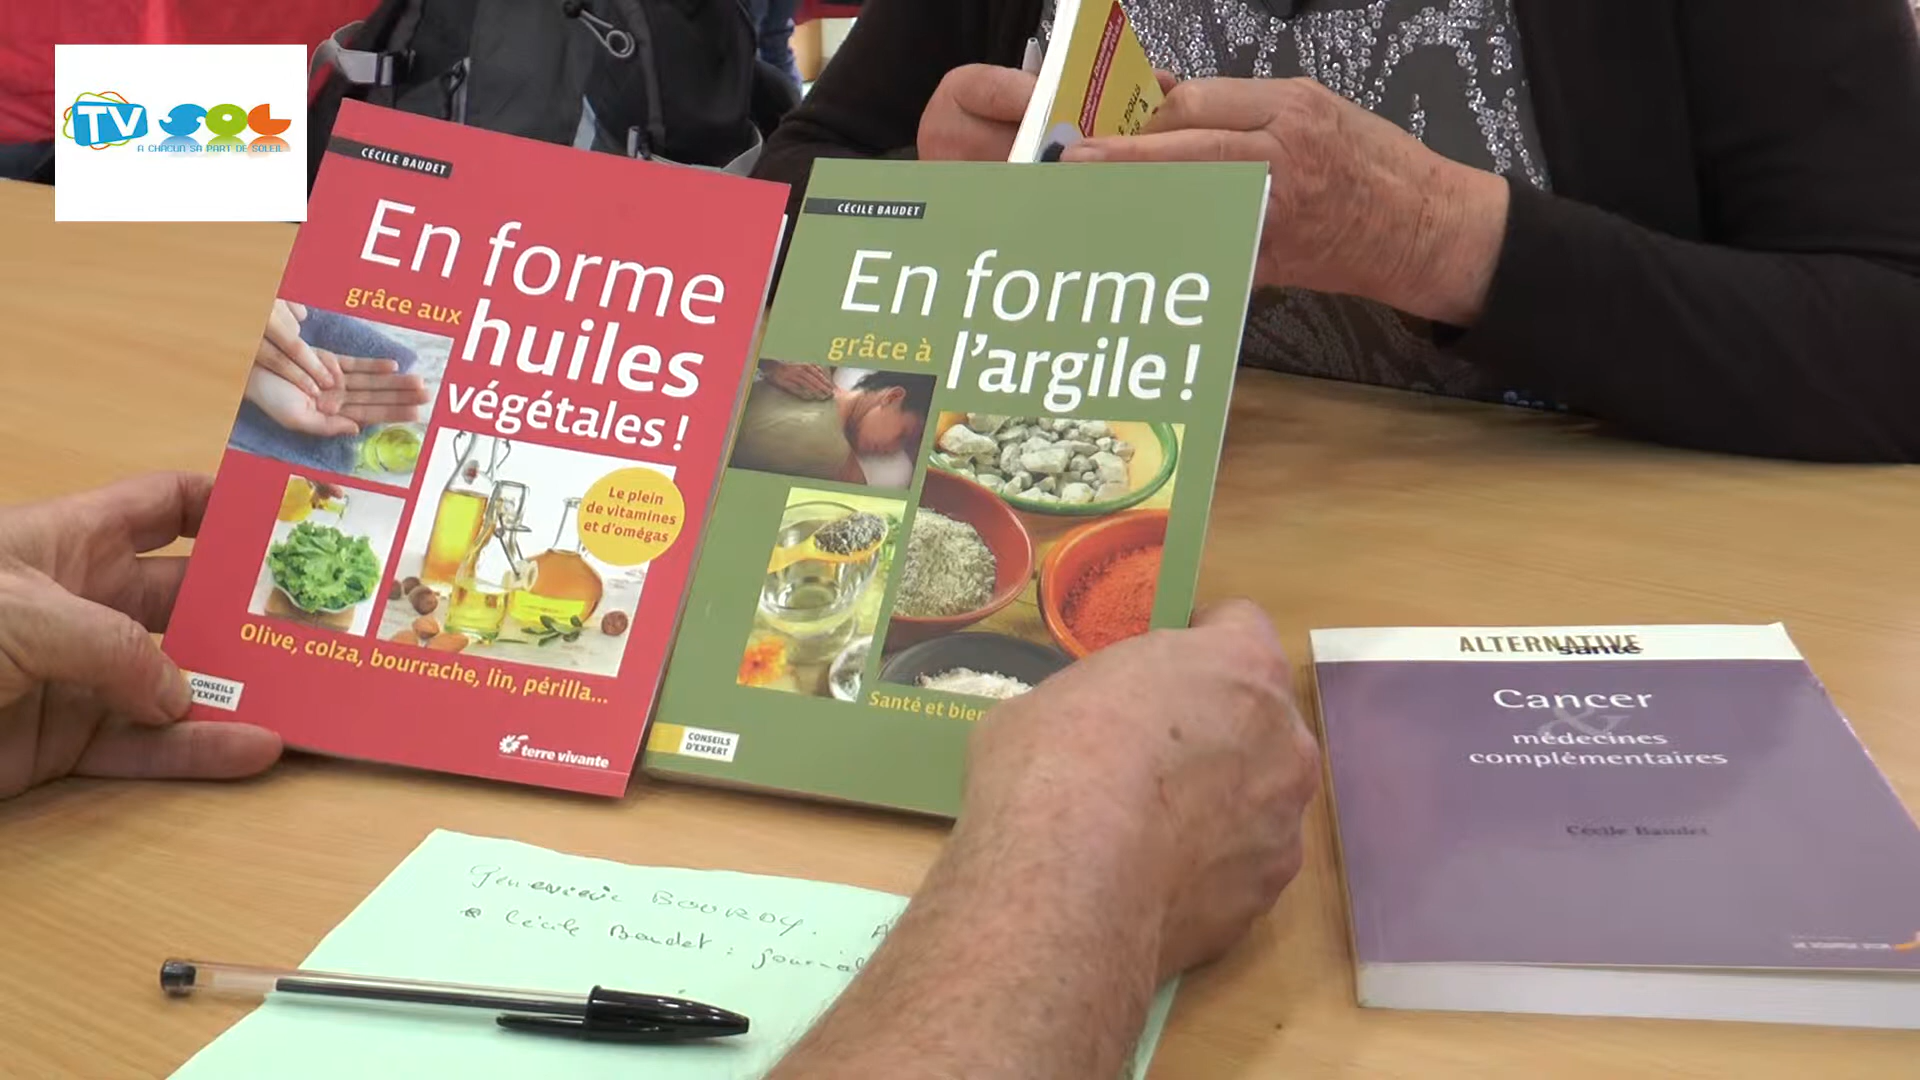 TV SOL
A CHACUN SA PART DE SOLEIL
CÉCILE BAUDET
En forme
grâce aux
huiles
végétales !
Le plein
de vitamines
et d'omégas
Olive, colza, bourrache, lin, périlla...
CONSEILS
D'EXPERT
terre vivante
CÉCILE BAUDET
En forme
grâce à
l'argile !
Santé et bien
CONSEILS
D'EXPERT
ALTERNATIVE
santé
Cancer
&
médecines
complémentaires
Cécile Baudet
Geneviève BOURDY.
Cécile Baudet :